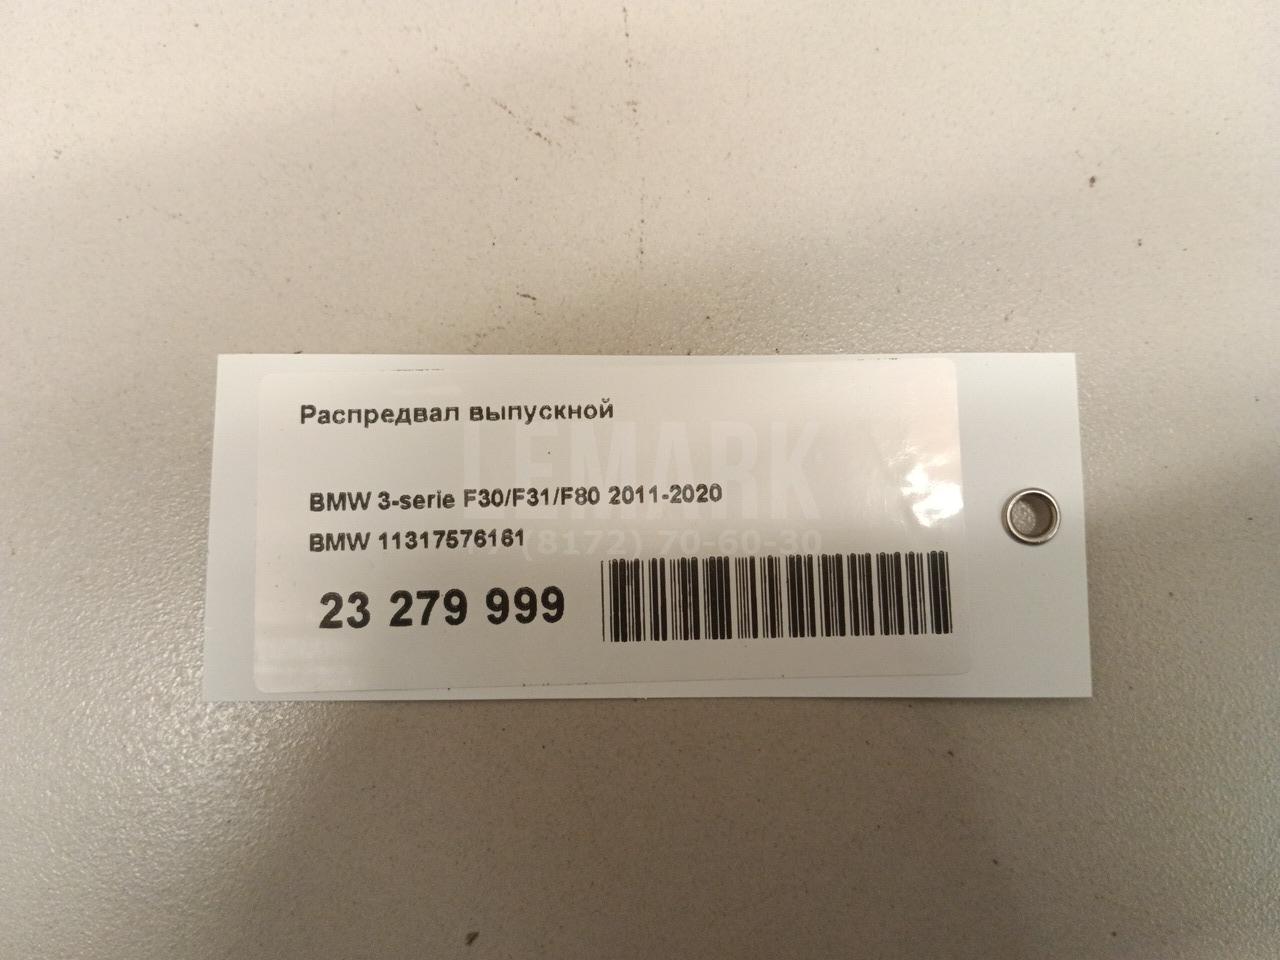 Распредвал выпускной
LEMARK
BMW 3-serie F30/F31/F80 2011-2020
BMW 11317576161
(8172) 70-60-30
23 279 999